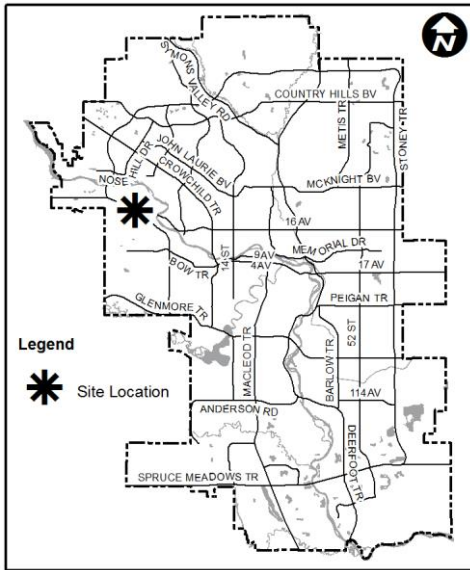 N
SYMONS VALLEY RD
COUNTRY HILLS BV
METIS TR
STONEY TR
NOSE HILL DR
JOHN LAURIE BV
CROWCHILD TR
MCKNIGHT BV
16 AV
14 ST
9 AV
4 AV
MEMORIAL DR
BOW TR
17 AV
GLENMORE TR
PEIGAN TR
Legend
Site Location
MACLEOD TR
BARLOW TR
52 ST
114 AV
ANDERSON RD
DEERFOOT TR
SPRUCE MEADOWS TR